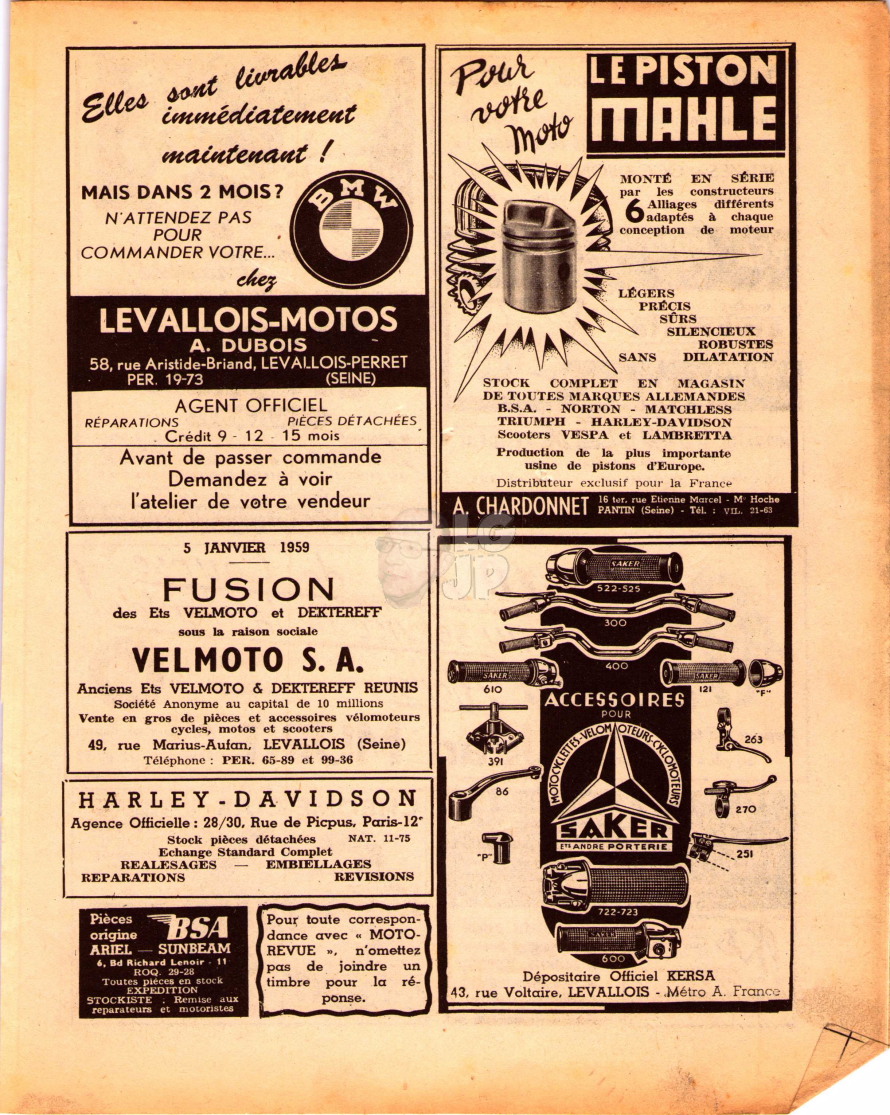 Elles sont livrables
immédiatement
maintenant !
MAIS DANS 2 MOIS ?
N'ATTENDEZ PAS
POUR
COMMANDER VOTRE...
BMW
chez
LEVALLOIS-MOTOS
A. DUBOIS
58, rue Aristide-Briand, LEVALLOIS-PERRET
PER. 19-73 (SEINE)
AGENT OFFICIEL
RÉPARATIONS PIÈCES DÉTACHÉES
Crédit 9 - 12 - 15 mois
Avant de passer commande
Demandez à voir
l'atelier de votre vendeur
Pour
votre
Moto
LE PISTON
MAHLE
MONTÉ EN SÉRIE
par les constructeurs
6 Alliages différents
adaptés à chaque
conception de moteur
LÉGERS
PRÉCIS
SÛRS
SILENCIEUX
ROBUSTES
SANS DILATATION
STOCK COMPLET EN MAGASIN
DE TOUTES MARQUES ALLEMANDES
B.S.A. - NORTON - MATCHLESS
TRIUMPH - HARLEY-DAVIDSON
Scooters VESPA et LAMBRETTA
Production de la plus importante
usine de pistons d'Europe.
Distributeur exclusif pour la France
A. CHARDONNET
16 ter, rue Etienne Marcel - Mº Hoche
PANTIN (Seine) - Tél. : VIL. 21-63
5 JANVIER 1959
FUSION
des Ets VELMOTO et DEKTEREFF
sous la raison sociale
VELMOTO S. A.
Anciens Ets VELMOTO & DEKTEREFF REUNIS
Société Anonyme au capital de 10 millions
Vente en gros de pièces et accessoires vélomoteurs
cycles, motos et scooters
49, rue Marius-Aufan, LEVALLOIS (Seine)
Téléphone : PER. 65-89 et 99-36
HARLEY-DAVIDSON
Agence Officielle : 28/30, Rue de Picpus, Paris-12e
Stock pièces détachées NAT. 11-75
Echange Standard Complet
REALESAGES — EMBIELLAGES
REPARATIONS REVISIONS
Pièces
origine BSA
ARIEL — SUNBEAM
6, Bd Richard Lenoir - 11
ROQ. 29-28
Toutes pièces en stock
EXPEDITION
STOCKISTE : Remise aux
reparateurs et motoristes
Pour toute correspon-
dance avec « MOTO-
REVUE », n'omettez
pas de joindre un
timbre pour la ré-
ponse.
SAKER
522-525
300
400
SAKER
610
SAKER
121
"F"
ACCESSOIRES
POUR
MOTOCYCLETTES-VELOMOTEURS-CYCLOMOTEURS
391
263
86
270
"P"
251
SAKER
Ets ANDRE PORTERIE
722-723
SAKER
600
Dépositaire Officiel KERSA
43, rue Voltaire, LEVALLOIS - Métro A. France
LG
JP